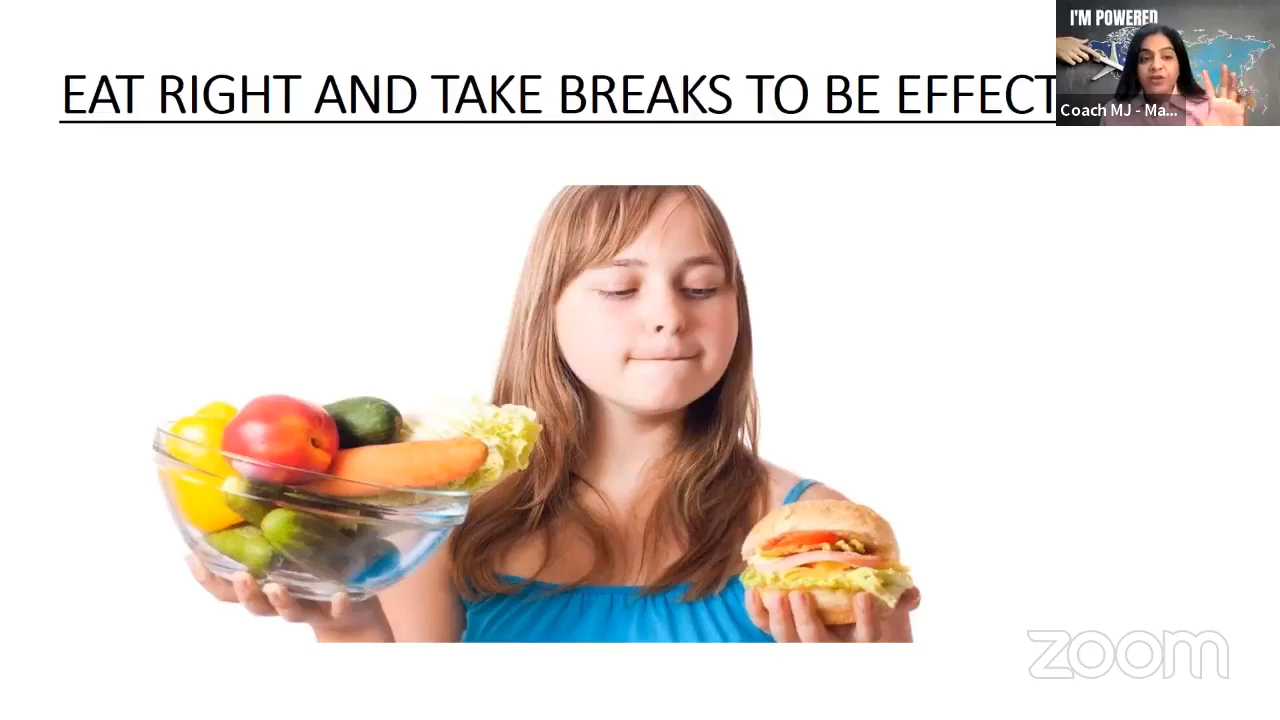 EAT RIGHT AND TAKE BREAKS TO BE EFFECT
I'M POWERED
Coach MJ - Ma...
zoom